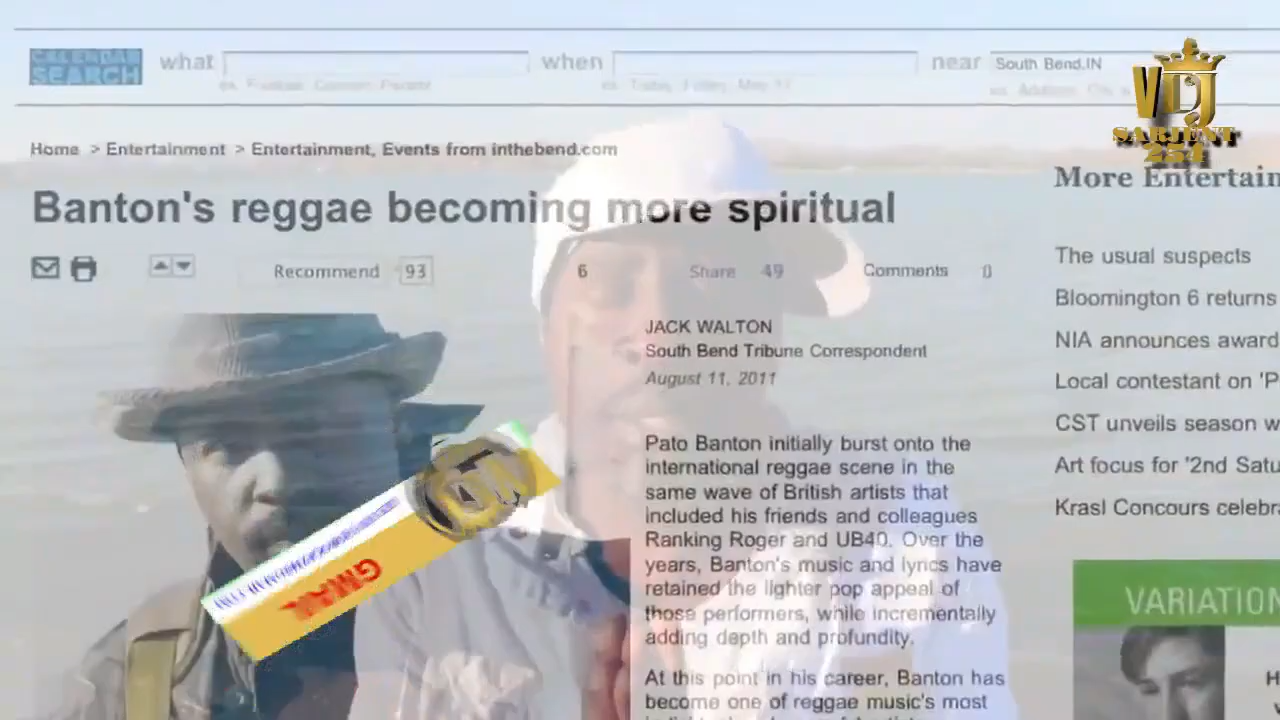 CALENDAR
SEARCH
what
when
near
South Bend,IN
VDJ
SARJENT
254
Home > Entertainment > Entertainment, Events from inthebend.com
Banton's reggae becoming more spiritual
Recommend 93
6
Share 49
Comments 0
JACK WALTON
South Bend Tribune Correspondent
August 11, 2011
Pato Banton initially burst onto the
international reggae scene in the
same wave of British artists that
included his friends and colleagues
Ranking Roger and UB40. Over the
years, Banton's music and lyrics have
retained the lighter pop appeal of
those performers, while incrementally
adding depth and profundity.
At this point in his career, Banton has
become one of reggae music's most
More Entertain
The usual suspects
Bloomington 6 returns
NIA announces award
Local contestant on 'P
CST unveils season w
Art focus for '2nd Satu
Krasl Concours celebra
VARIATION
H
GMAIL